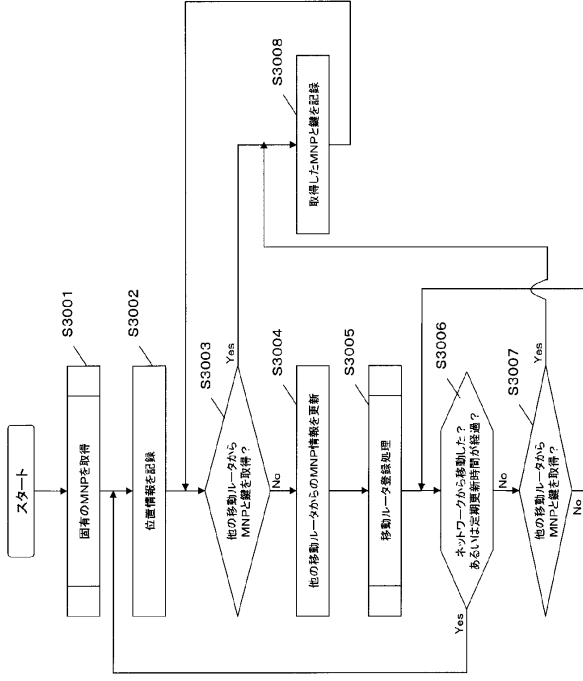 スタート
S3001
固有のMNPを取得
S3002
位置情報を記録
S3003
他の移動ルータから
MNPと鍵を取得？
Yes
No
S3008
取得したMNPと鍵を記録
S3004
他の移動ルータからのMNP情報を更新
S3005
移動ルータ登録処理
S3006
ネットワークから移動した？
あるいは定期更新時間が経過？
Yes
No
S3007
他の移動ルータから
MNPと鍵を取得？
Yes
No